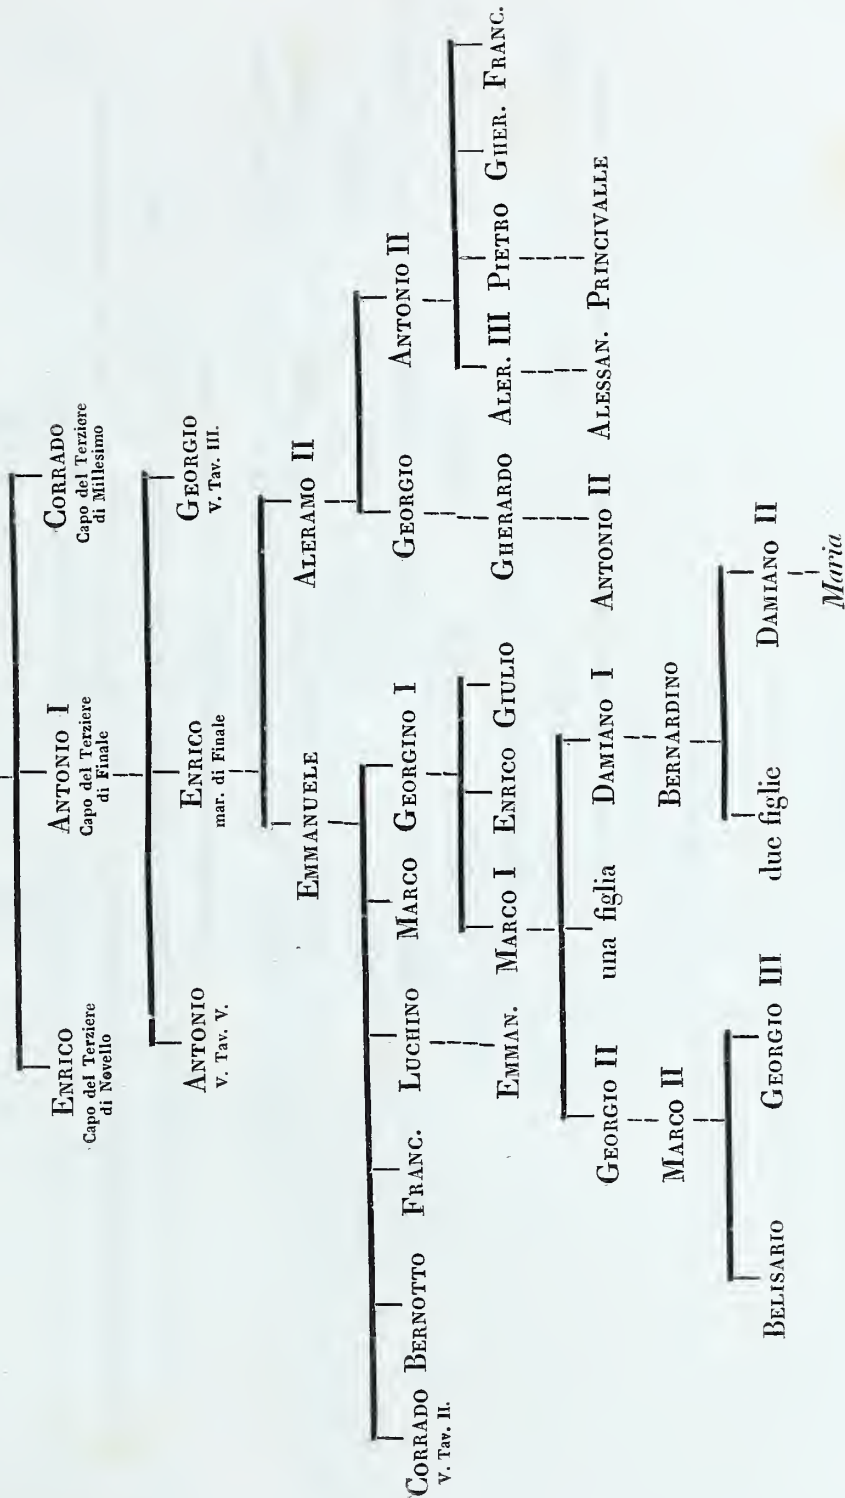 ENRICO
Capo del Terziere
di Novello
ANTONIO I
Capo del Terziere
di Finale
CORRADO
Capo del Terziere
di Millesimo
ANTONIO
V. Tav. V.
ENRICO
mar. di Finale
GEORGIO
V. Tav. III.
EMMANUELE
ALERAMO II
CORRADO
V. Tav. II.
BERNOTTO
FRANC.
LUCHINO
MARCO
GEORGINO I
GEORGIO
ANTONIO II
EMMAN.
MARCO I
ENRICO
GIULIO
GHERARDO
ALER. III
PIETRO
GHER.
FRANC.
GEORGIO II
una figlia
DAMIANO I
ANTONIO II
ALESSAN.
PRINCIVALLE
MARCO II
BERNARDINO
BELISARIO
GEORGIO III
due figlie
DAMIANO II
Maria